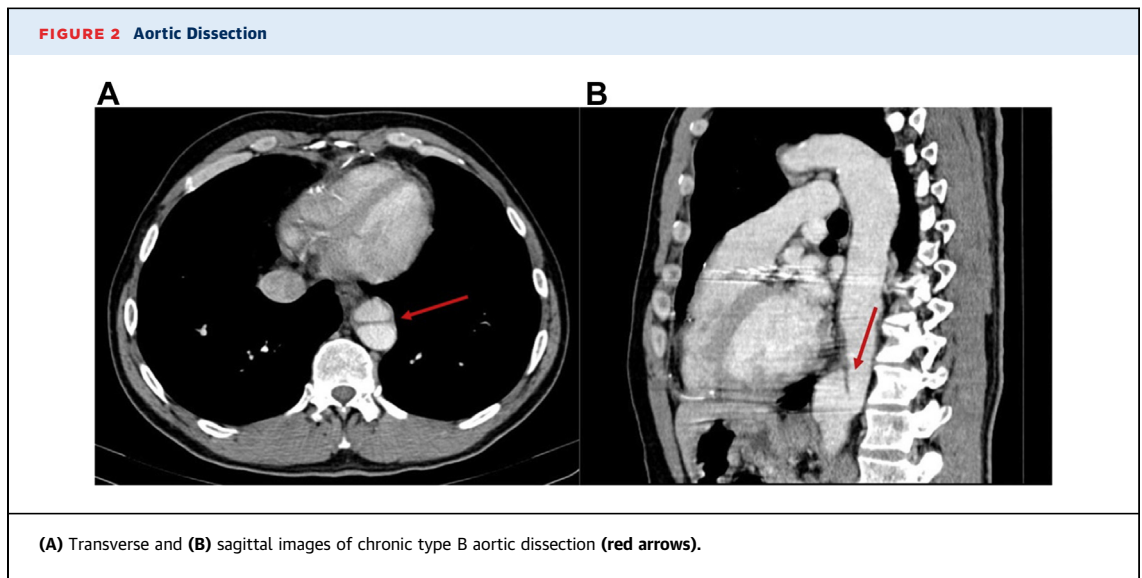 FIGURE 2 Aortic Dissection
A
B
(A) Transverse and (B) sagittal images of chronic type B aortic dissection (red arrows).